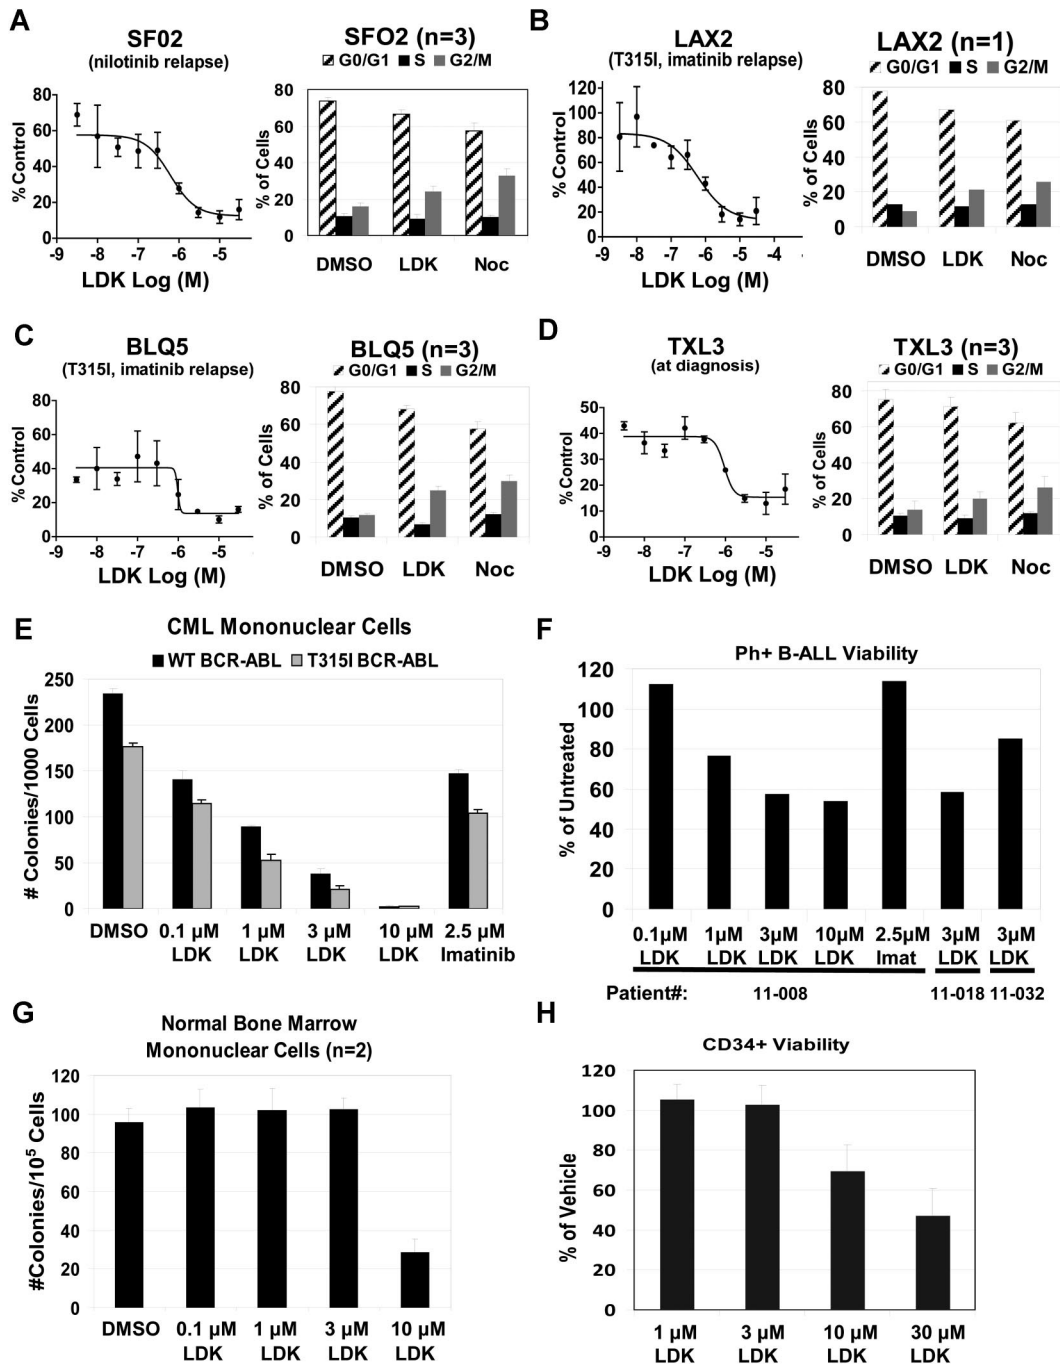 A
SF02
(nilotinib relapse)
% Control
80
60
40
20
0
-9 -8 -7 -6 -5 -4
LDK Log (M)
SFO2 (n=3)
G0/G1 S G2/M
% of Cells
80
60
40
20
0
DMSO LDK Noc
B
LAX2
(T315I, imatinib relapse)
% Control
120
100
80
60
40
20
0
-9 -8 -7 -6 -5 -4 -3
LDK Log (M)
LAX2 (n=1)
G0/G1 S G2/M
% of Cells
80
60
40
20
0
DMSO LDK Noc
C
BLQ5
(T315I, imatinib relapse)
% Control
80
60
40
20
0
-9 -8 -7 -6 -5 -4
LDK Log (M)
BLQ5 (n=3)
G0/G1 S G2/M
% of Cells
80
60
40
20
0
DMSO LDK Noc
D
TXL3
(at diagnosis)
% Control
50
40
30
20
10
0
-9 -8 -7 -6 -5 -4
LDK Log (M)
TXL3 (n=3)
G0/G1 S G2/M
% of Cells
80
60
40
20
0
DMSO LDK Noc
E
CML Mononuclear Cells
WT BCR-ABL T315I BCR-ABL
# Colonies/1000 Cells
250
200
150
100
50
0
DMSO 0.1 µM 1 µM 3 µM 10 µM 2.5 µM
LDK LDK LDK LDK Imatinib
F
Ph+ B-ALL Viability
% of Untreated
120
100
80
60
40
20
0
0.1µM 1µM 3µM 10µM 2.5µM 3µM 3µM
LDK LDK LDK LDK Imat LDK LDK
Patient#: 11-008 11-018 11-032
G
Normal Bone Marrow
Mononuclear Cells (n=2)
#Colonies/10⁵ Cells
120
100
80
60
40
20
0
DMSO 0.1 µM 1 µM 3 µM 10 µM
LDK LDK LDK LDK
H
CD34+ Viability
% of Vehicle
120
100
80
60
40
20
0
1 µM 3 µM 10 µM 30 µM
LDK LDK LDK LDK